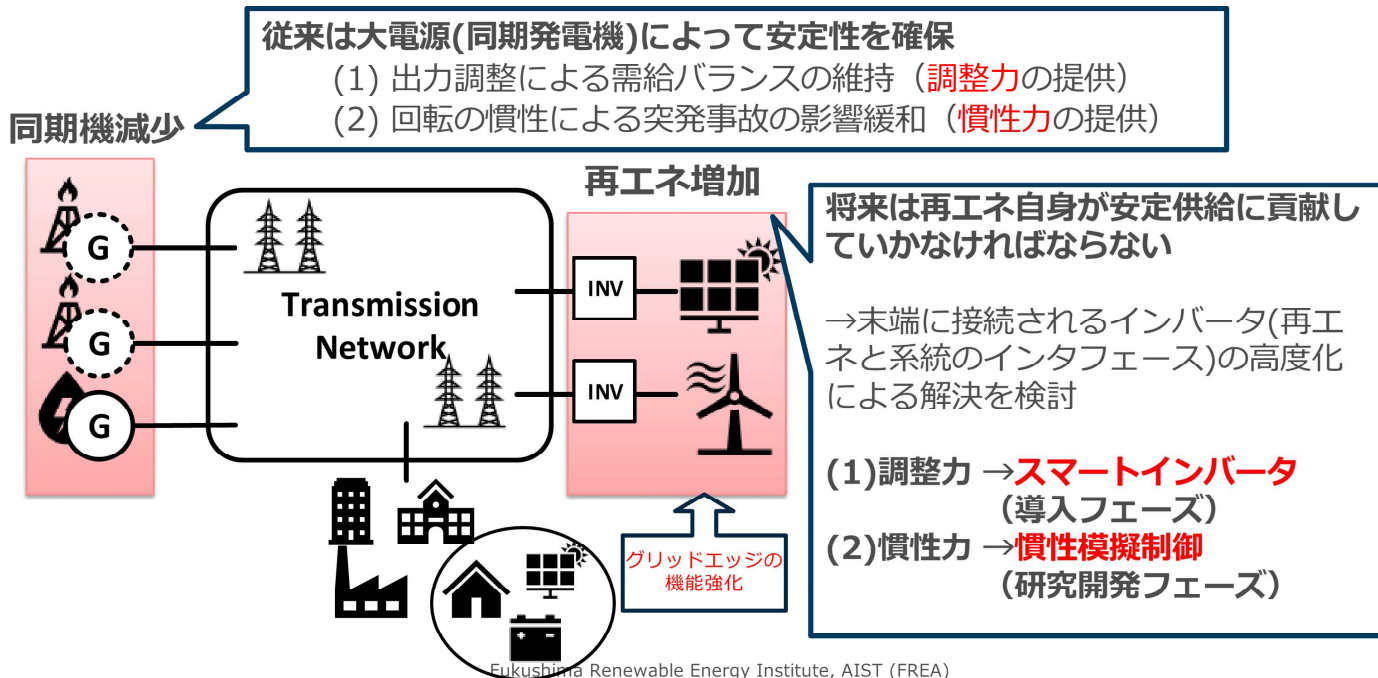 従来は大電源(同期発電機)によって安定性を確保
(1) 出力調整による需給バランスの維持（調整力の提供）
(2) 回転の慣性による突発事故の影響緩和（慣性力の提供）
同期機減少
再エネ増加
G
G
G
Transmission
Network
INV
INV
将来は再エネ自身が安定供給に貢献し
ていかなければならない
→末端に接続されるインバータ(再エ
ネと系統のインタフェース)の高度化
による解決を検討
(1)調整力 →スマートインバータ
（導入フェーズ）
(2)慣性力 →慣性模擬制御
（研究開発フェーズ）
グリッドエッジの
機能強化
Fukushima Renewable Energy Institute, AIST (FREA)